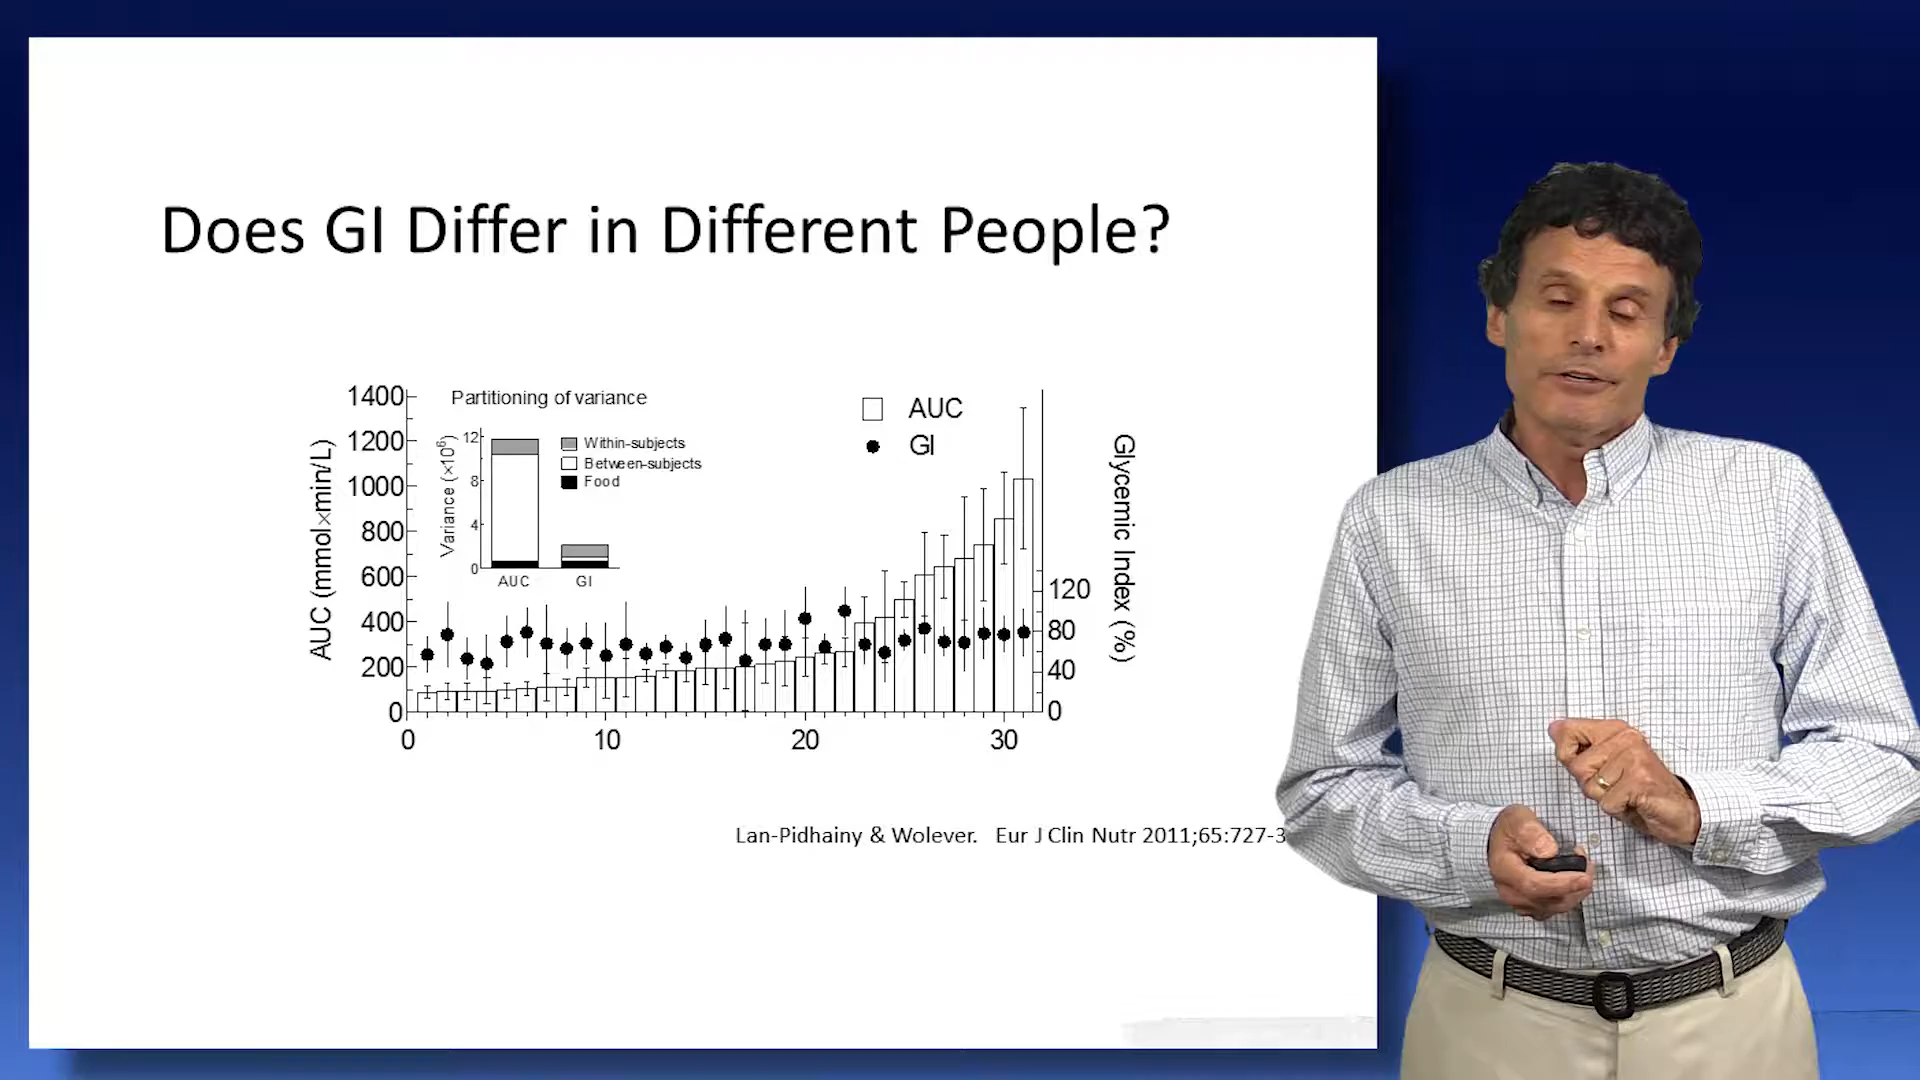 Does GI Differ in Different People?
1400
1200
1000
800
600
400
200
0
AUC (mmol×min/L)
Partitioning of variance
Variance (×10⁶)
12
8
4
0
Within-subjects
Between-subjects
Food
AUC
GI
AUC
GI
120
80
40
0
Glycemic Index (%)
0 10 20 30
Lan-Pidhainy & Wolever. Eur J Clin Nutr 2011;65:727-3